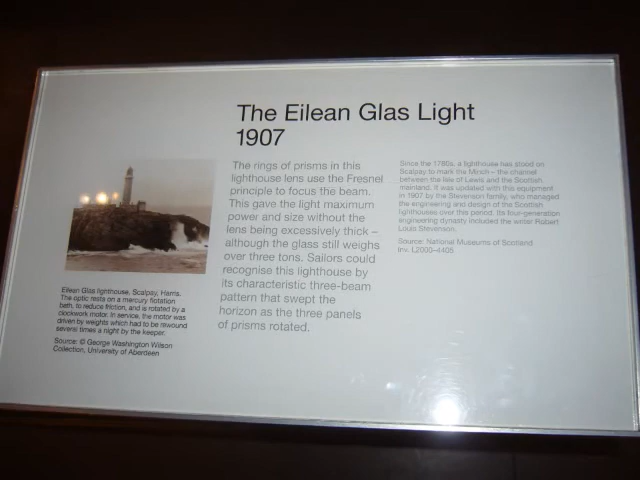 The Eilean Glas Light
1907
The rings of prisms in this
lighthouse lens use the Fresnel
principle to focus the beam.
This gave the light maximum
power and size without the
lens being excessively thick –
although the glass still weighs
over three tons. Sailors could
recognise this lighthouse by
its characteristic three-beam
pattern that swept the
horizon as the three panels
of prisms rotated.
Since the 1780s, a lighthouse has stood on
Scalpay to mark the Minch – the channel
between the Isle of Lewis and the Scottish
mainland. It was updated with this equipment
in 1907 by the Stevenson family, who managed
the engineering and design of the Scottish
lighthouses over this period. Its four-generation
engineering dynasty included the writer Robert
Louis Stevenson.
Source: National Museums of Scotland
Inv. L2000–4405
Eilean Glas lighthouse, Scalpay, Harris.
The optic rests on a mercury flotation
bath, to reduce friction, and is rotated by a
clockwork motor. In service, the motor was
driven by weights which had to be rewound
several times a night by the keeper.
Source: © George Washington Wilson
Collection, University of Aberdeen